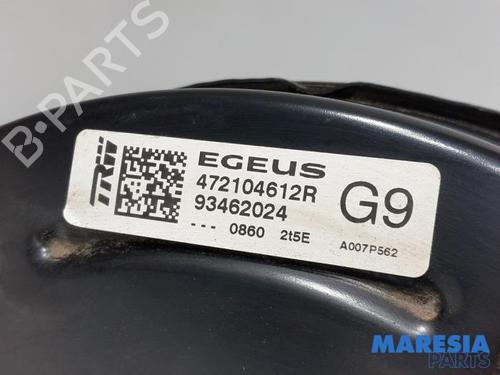 B-PARTS
TRW
EGEUS
472104612R
93462024
G9
--- 0860 2t5E
A007P562
MARESIA
PARTS